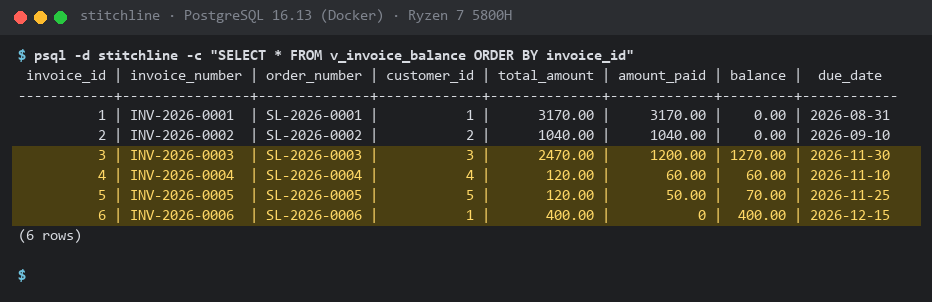 stitchline · PostgreSQL 16.13 (Docker) · Ryzen 7 5800H
$ psql -d stitchline -c "SELECT * FROM v_invoice_balance ORDER BY invoice_id"
 invoice_id | invoice_number | order_number | customer_id | total_amount | amount_paid | balance |  due_date
------------+----------------+--------------+-------------+--------------+-------------+---------+------------
          1 | INV-2026-0001  | SL-2026-0001 |           1 |      3170.00 |     3170.00 |    0.00 | 2026-08-31
          2 | INV-2026-0002  | SL-2026-0002 |           2 |      1040.00 |     1040.00 |    0.00 | 2026-09-10
          3 | INV-2026-0003  | SL-2026-0003 |           3 |      2470.00 |     1200.00 | 1270.00 | 2026-11-30
          4 | INV-2026-0004  | SL-2026-0004 |           4 |       120.00 |       60.00 |   60.00 | 2026-11-10
          5 | INV-2026-0005  | SL-2026-0005 |           5 |       120.00 |       50.00 |   70.00 | 2026-11-25
          6 | INV-2026-0006  | SL-2026-0006 |           1 |       400.00 |           0 |  400.00 | 2026-12-15
(6 rows)
$